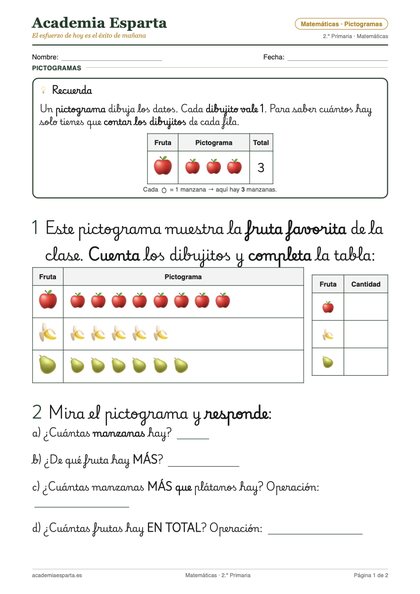 Academia Esparta
El esfuerzo de hoy es el éxito de mañana
Matemáticas · Pictogramas
2.º Primaria · Matemáticas
Nombre:
Fecha:
PICTOGRAMAS
Recuerda
Un pictograma dibuja los datos. Cada dibujito vale 1. Para saber cuántos hay
solo tienes que contar los dibujitos de cada fila.
Fruta Pictograma Total
3
Cada = 1 manzana → aquí hay 3 manzanas.
1 Este pictograma muestra la fruta favorita de la
clase. Cuenta los dibujitos y completa la tabla:
Fruta Pictograma
Fruta Cantidad
2 Mira el pictograma y responde:
a) ¿Cuántas manzanas hay?
b) ¿De qué fruta hay MÁS?
c) ¿Cuántas manzanas MÁS que plátanos hay? Operación:
d) ¿Cuántas frutas hay EN TOTAL? Operación:
academiaesparta.es
Matemáticas · 2.º Primaria
Página 1 de 2